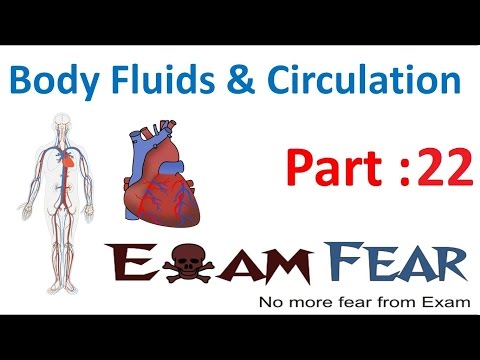 Body Fluids & Circulation
Part : 22
EXAM FEAR
No more fear from Exam